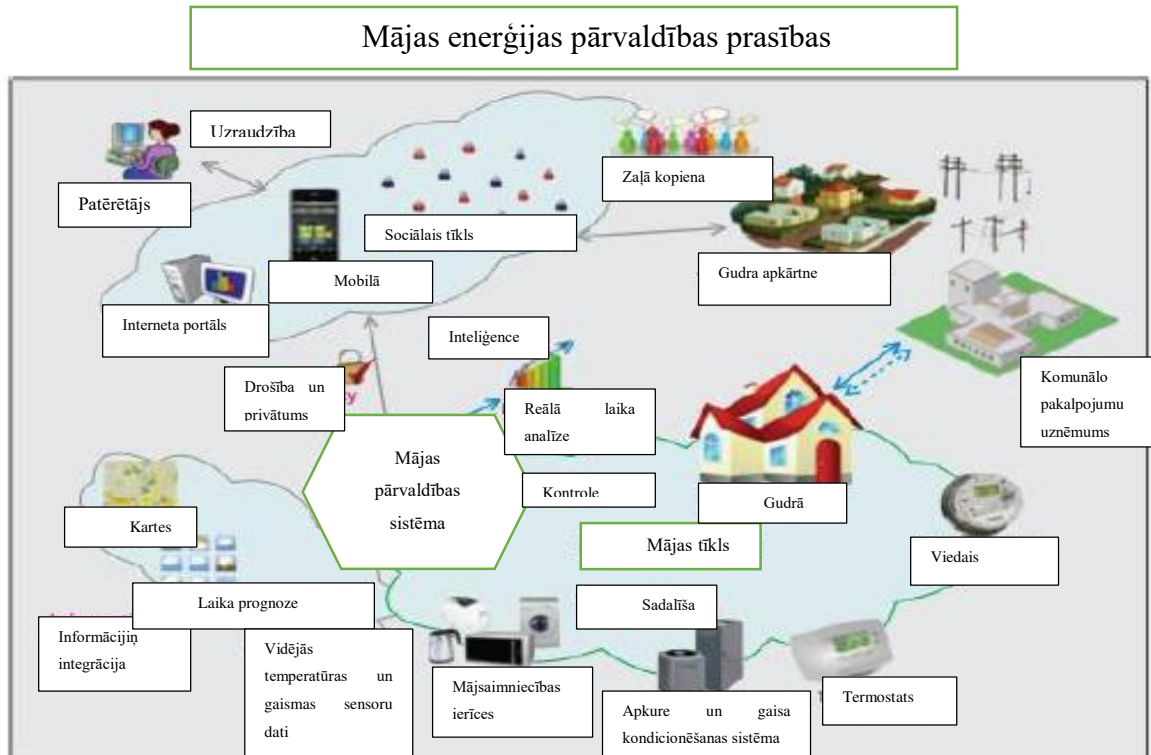 Mājas enerģijas pārvaldības prasības
Uzraudzība
Patērētājs
Zaļā kopiena
Sociālais tīkls
Mobilā
Gudra apkārtne
Interneta portāls
Inteliģence
Drošība un
privātums
Reālā laika
analīze
Komunālo
pakalpojumu
uzņēmums
Mājas
pārvaldības
sistēma
Kontrole
Gudrā
Kartes
Mājas tīkls
Viedais
Laika prognoze
Sadalīša
Informācijiņ
integrācija
Vidējās
temperatūras un
gaismas sensoru
dati
Mājsaimniecības
ierīces
Apkure un gaisa
kondicionēšanas sistēma
Termostats